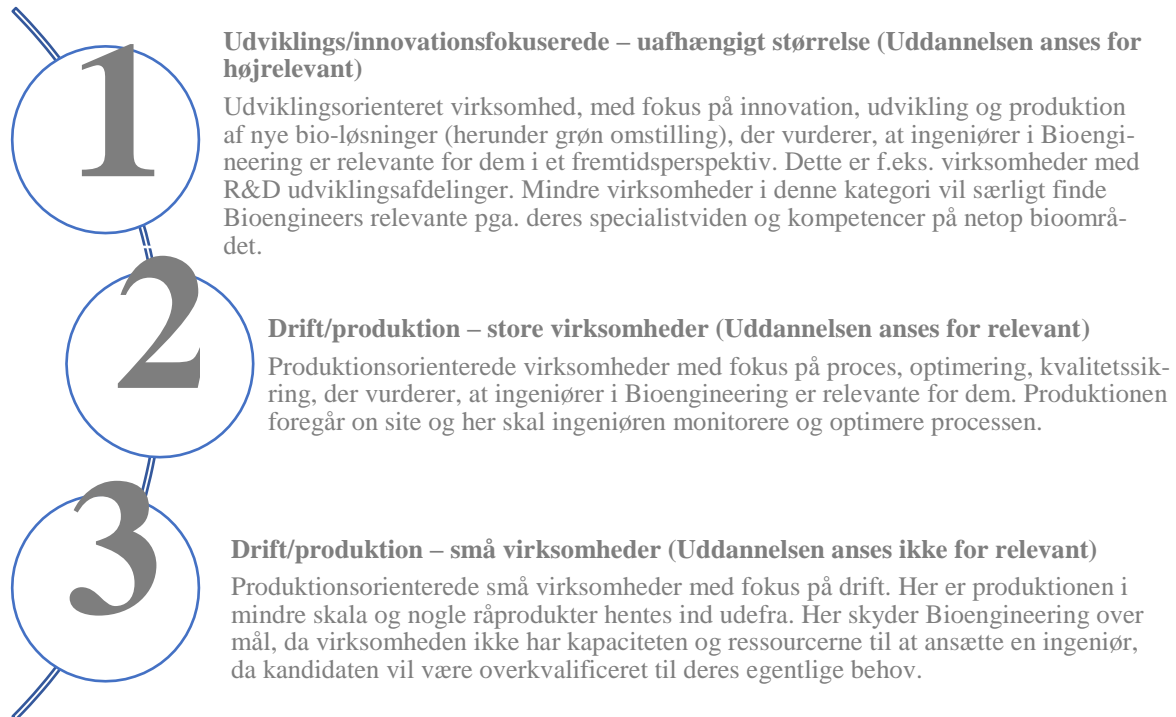 1
Udviklings/innovationsfokuserede – uafhængigt størrelse (Uddannelsen anses for
højrelevant)
Udviklingsorienteret virksomhed, med fokus på innovation, udvikling og produktion
af nye bio-løsninger (herunder grøn omstilling), der vurderer, at ingeniører i Bioengi-
neering er relevante for dem i et fremtidsperspektiv. Dette er f.eks. virksomheder med
R&D udviklingsafdelinger. Mindre virksomheder i denne kategori vil særligt finde
Bioengineers relevante pga. deres specialistviden og kompetencer på netop bioområ-
det.
2
Drift/produktion – store virksomheder (Uddannelsen anses for relevant)
Produktionsorienterede virksomheder med fokus på proces, optimering, kvalitetssik-
ring, der vurderer, at ingeniører i Bioengineering er relevante for dem. Produktionen
foregår on site og her skal ingeniøren monitorere og optimere processen.
3
Drift/produktion – små virksomheder (Uddannelsen anses ikke for relevant)
Produktionsorienterede små virksomheder med fokus på drift. Her er produktionen i
mindre skala og nogle råprodukter hentes ind udefra. Her skyder Bioengineering over
mål, da virksomheden ikke har kapaciteten og ressourcerne til at ansætte en ingeniør,
da kandidaten vil være overkvalificeret til deres egentlige behov.